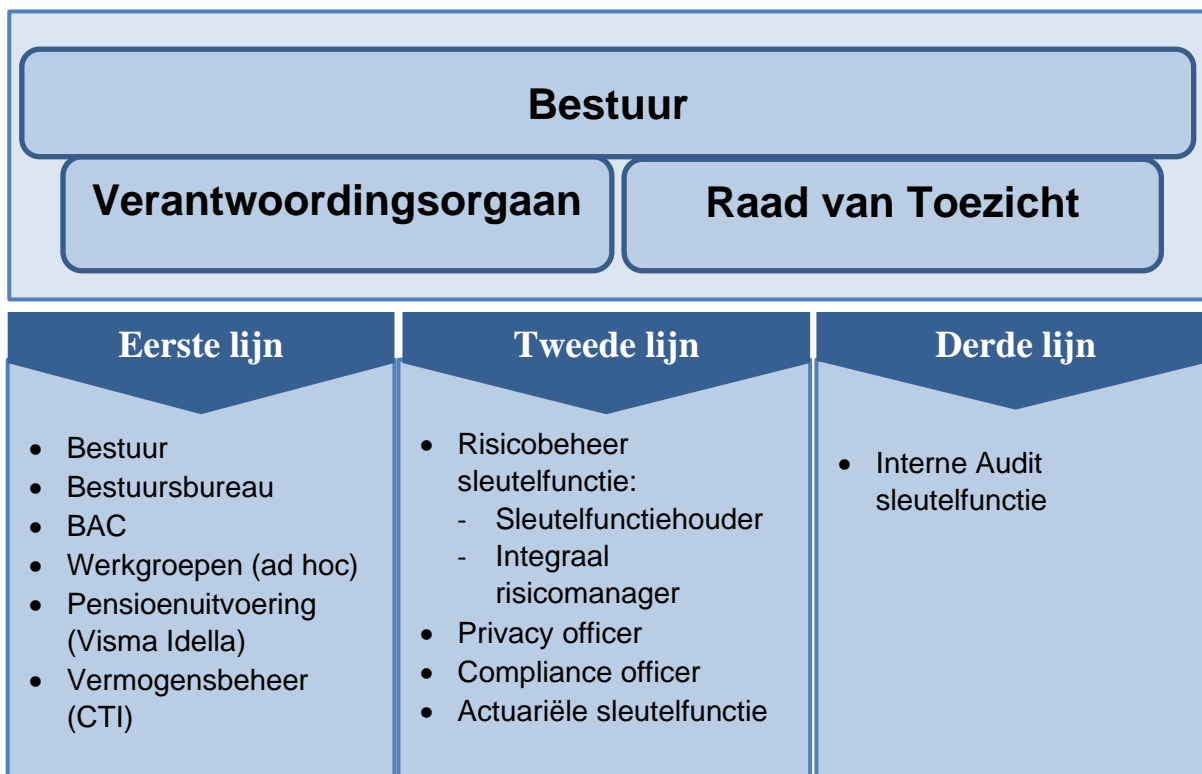 Bestuur
Verantwoordingsorgaan
Raad van Toezicht
Eerste lijn
• Bestuur
• Bestuursbureau
• BAC
• Werkgroepen (ad hoc)
• Pensioenuitvoering
(Visma Idella)
• Vermogensbeheer
(CTI)
Tweede lijn
• Risicobeheer
sleutelfunctie:
- Sleutelfunctiehouder
- Integraal
risicomanager
• Privacy officer
• Compliance officer
• Actuariële sleutelfunctie
Derde lijn
• Interne Audit
sleutelfunctie